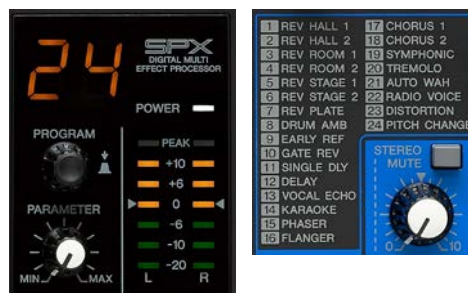 24
SPX
DIGITAL MULTI
EFFECT PROCESSOR
POWER
PROGRAM
PEAK
+10
+6
0
-6
-10
-20
L R
PARAMETER
MIN. MAX
1 REV HALL 1
2 REV HALL 2
3 REV ROOM 1
4 REV ROOM 2
5 REV STAGE 1
6 REV STAGE 2
7 REV PLATE
8 DRUM AMB
9 EARLY REF
10 GATE REV
11 SINGLE DLY
12 DELAY
13 VOCAL ECHO
14 KARAOKE
15 PHASER
16 FLANGER
17 CHORUS 1
18 CHORUS 2
19 SYMPHONIC
20 TREMOLO
21 AUTO WAH
22 RADIO VOICE
23 DISTORTION
24 PITCH CHANGE
STEREO
MUTE
0 10